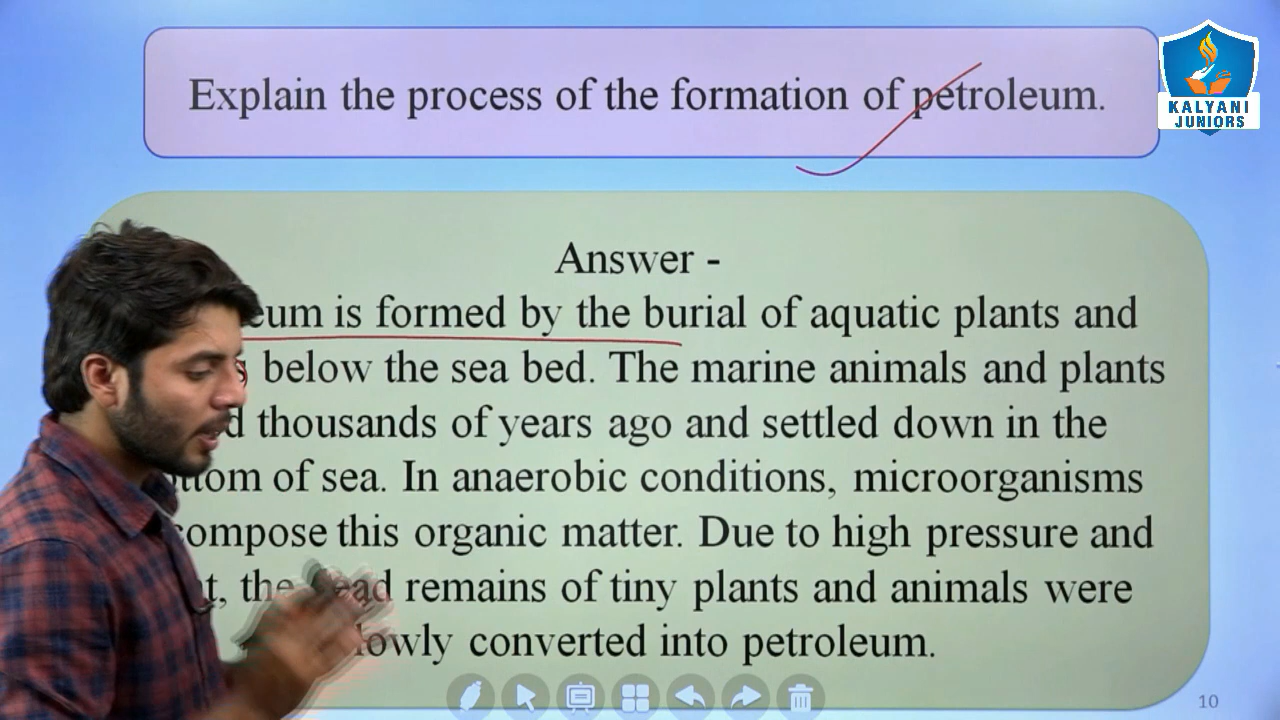 Explain the process of the formation of petroleum.
KALYANI
JUNIORS
Answer -
is formed by the burial of aquatic plants and
below the sea bed. The marine animals and plants
thousands of years ago and settled down in the
of sea. In anaerobic conditions, microorganisms
this organic matter. Due to high pressure and
the dead remains of tiny plants and animals were
converted into petroleum.
10